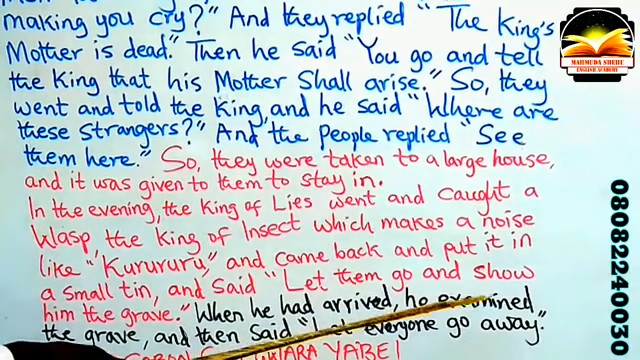 making you cry?" And they replied "The King's
Mother is dead." Then he said "You go and tell
the King that his Mother Shall arise." So, they
went and told the King, and he said "Where are
these strangers?" And the people replied "See
them here." So, they were taken to a large house,
and it was given to them to stay in.
In the evening, the King of Lies went and caught a
Wasp, the King of Insect which makes a noise
like "Kurururu," and came back and put it in
a small tin, and said "Let them go and show
him the grave." When he had arrived, he examined
the grave, and then said "Let everyone go away."
YABE!
MAHMUDA SHEHU
ENGLISH ACADEMY
08082240030